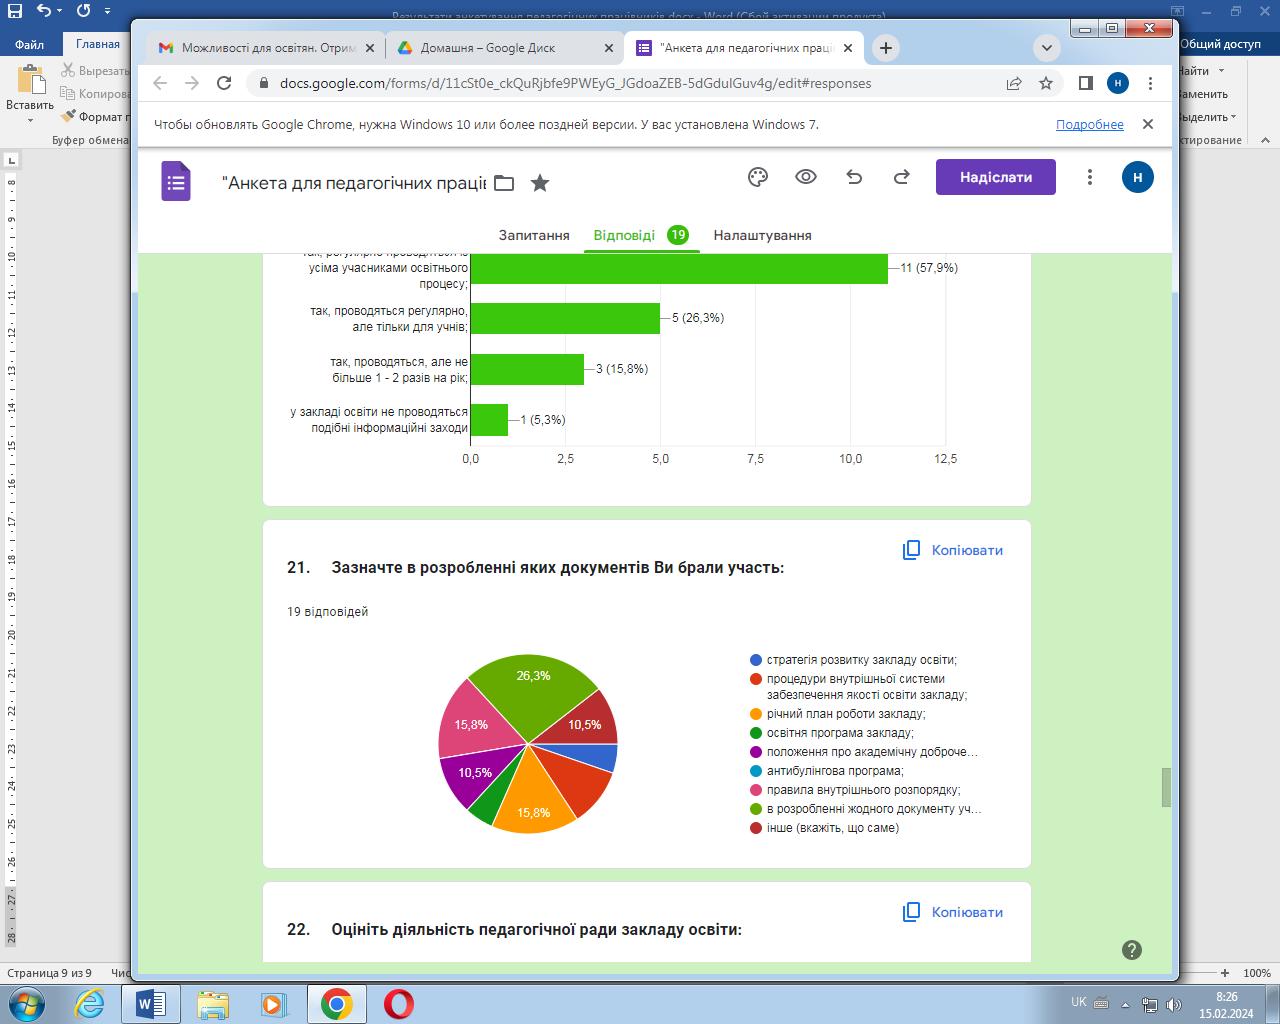 Результати анкетування педагогічних працівників.docx - Word (Сбой активации продукта)
Файл
Главная
Общий доступ
Вставить
Вырезать
Формат п
Буфер обмена
Найти
Заменить
Выделить
Можливості для освітян. Отрим
Домашня – Google Диск
"Анкета для педагогічних праці
docs.google.com/forms/d/11cSt0e_ckQuRjbfe9PWEyG_JGdoaZEB-5dGdulGuv4g/edit#responses
Чтобы обновлять Google Chrome, нужна Windows 10 или более поздней версии. У вас установлена Windows 7.
Подробнее
"Анкета для педагогічних праців
Надіслати
Н
Запитання
Відповіді 19
Налаштування
усіма учасниками освітнього
процесу;
11 (57,9%)
так, проводяться регулярно,
але тільки для учнів;
5 (26,3%)
так, проводяться, але не
більше 1 - 2 разів на рік;
3 (15,8%)
у закладі освіти не проводяться
подібні інформаційні заходи
1 (5,3%)
0,0 2,5 5,0 7,5 10,0 12,5
Копіювати
21. Зазначте в розробленні яких документів Ви брали участь:
19 відповідей
26,3%
10,5%
15,8%
10,5%
15,8%
стратегія розвитку закладу освіти;
процедури внутрішньої системи
забезпечення якості освіти закладу;
річний план роботи закладу;
освітня програма закладу;
положення про академічну доброче…
антибулінгова програма;
правила внутрішнього розпорядку;
в розробленні жодного документу уч…
інше (вкажіть, що саме)
Копіювати
22. Оцініть діяльність педагогічної ради закладу освіти:
Страница 9 из 9
100%
UK
8:26
15.02.2024